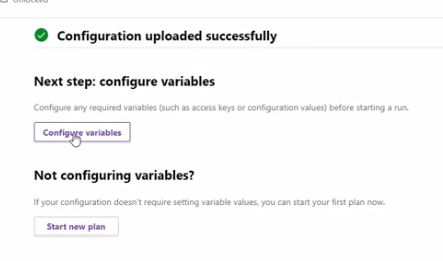 Unlocked
Configuration uploaded successfully
Next step: configure variables
Configure any required variables (such as access keys or configuration values) before starting a run.
Configure variables
Not configuring variables?
If your configuration doesn't require setting variable values, you can start your first plan now.
Start new plan